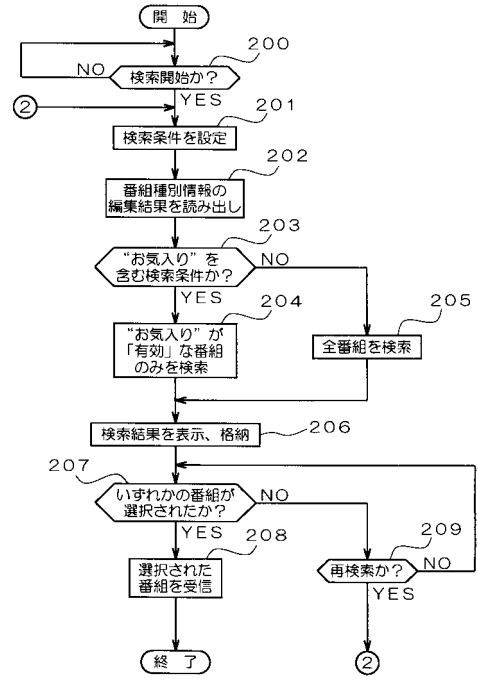 開 始
200
検索開始か?
NO
YES
②
201
検索条件を設定
202
番組種別情報の
編集結果を読み出し
203
“お気入り”を
含む検索条件か?
NO
YES
204
“お気入り”が
「有効」な番組
のみを検索
205
全番組を検索
206
検索結果を表示、格納
207
いずれかの番組が
選択されたか?
NO
YES
208
選択された
番組を受信
209
再検索か?
NO
YES
②
終 了